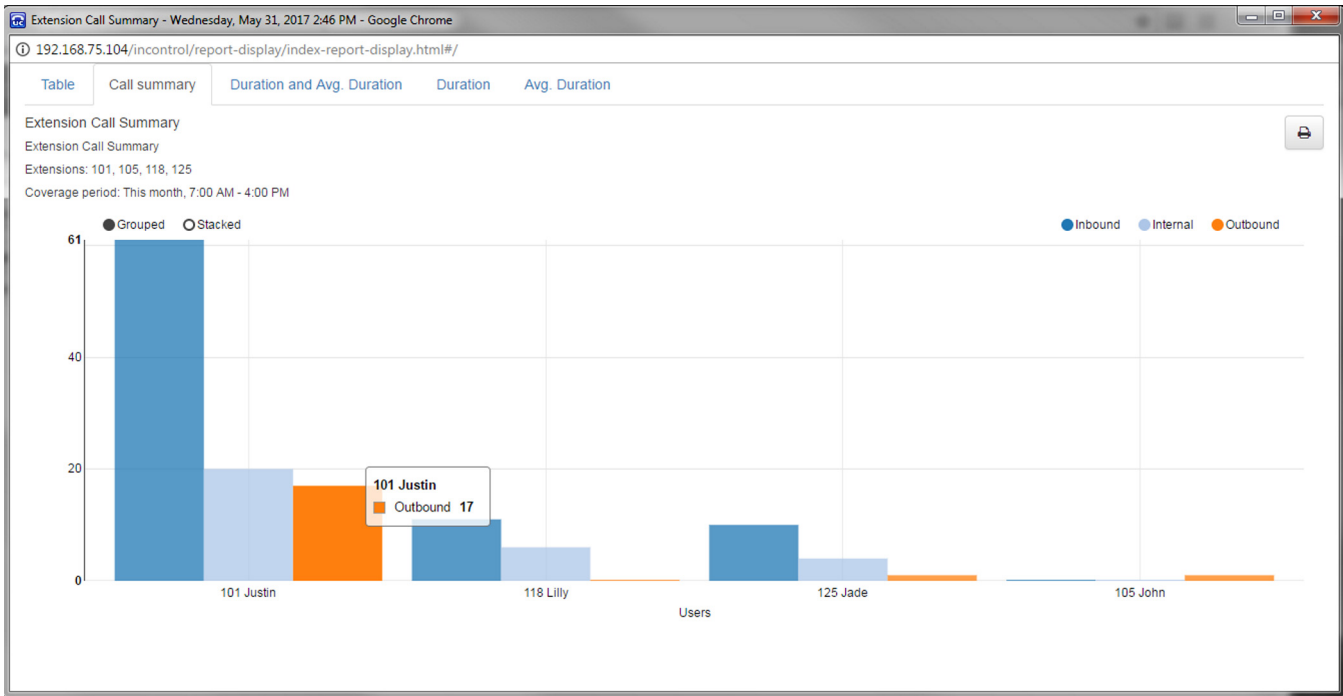 Extension Call Summary - Wednesday, May 31, 2017 2:46 PM - Google Chrome
192.168.75.104/incontrol/report-display/index-report-display.html#/
Table Call summary Duration and Avg. Duration Duration Avg. Duration
Extension Call Summary
Extension Call Summary
Extensions: 101, 105, 118, 125
Coverage period: This month, 7:00 AM - 4:00 PM
Grouped Stacked Inbound Internal Outbound
61
40
20
101 Justin
Outbound 17
0
101 Justin 118 Lilly 125 Jade 105 John
Users